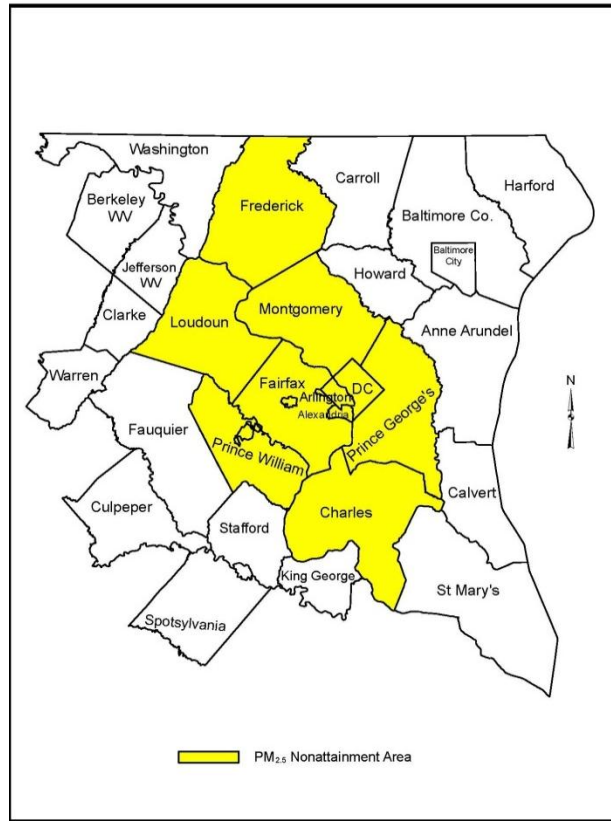 Washington
Carroll
Harford
Berkeley
WV
Frederick
Baltimore Co.
Baltimore
City
Howard
Jefferson
WV
Montgomery
Clarke
Loudoun
Anne Arundel
Warren
Fairfax
DC
Arlington
Alexandria
Prince George's
N
Fauquier
Prince William
Culpeper
Stafford
Charles
Calvert
King George
St Mary's
Spotsylvania
PM₂.₅ Nonattainment Area